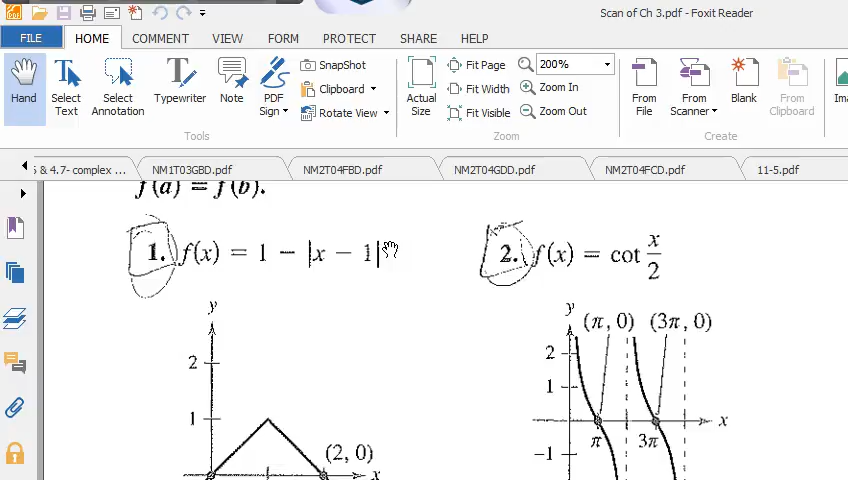 Scan of Ch 3.pdf - Foxit Reader
FILE HOME COMMENT VIEW FORM PROTECT SHARE HELP
Hand
Select Text
Select Annotation
Typewriter
Note
PDF Sign
SnapShot
Clipboard
Rotate View
Tools
Actual Size
Fit Page
Fit Width
Fit Visible
200%
Zoom In
Zoom Out
Zoom
From File
From Scanner
Blank
From Clipboard
Create
5 & 4.7- complex ... NM1T03GBD.pdf NM2T04FBD.pdf NM2T04GDD.pdf NM2T04FCD.pdf 11-5.pdf
f(a) = f(b).
1. f(x) = 1 − |x − 1|
y
2
1
(2, 0)
x
2. f(x) = cot x/2
y
(π, 0) (3π, 0)
2
1
x
π 3π
−1